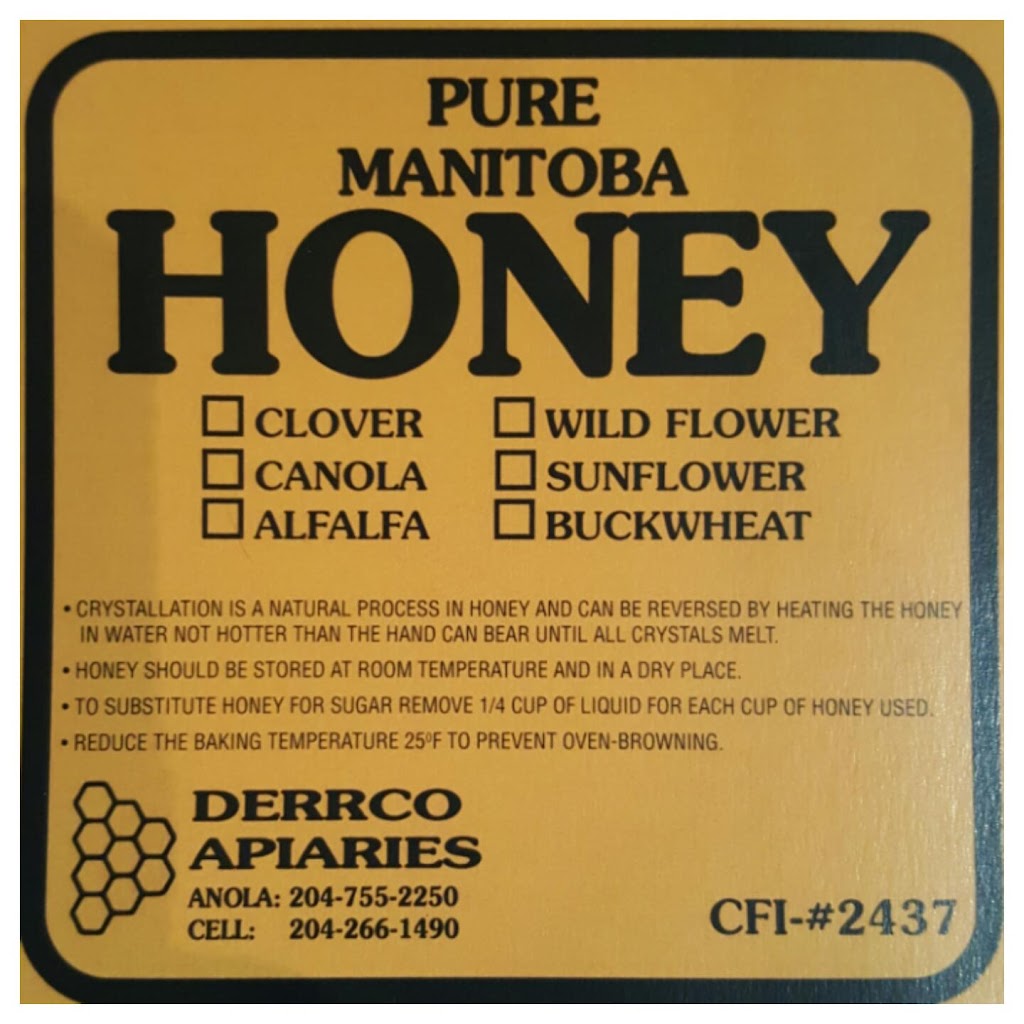 PURE
MANITOBA
HONEY
CLOVER WILD FLOWER
CANOLA SUNFLOWER
ALFALFA BUCKWHEAT
• CRYSTALLATION IS A NATURAL PROCESS IN HONEY AND CAN BE REVERSED BY HEATING THE HONEY
IN WATER NOT HOTTER THAN THE HAND CAN BEAR UNTIL ALL CRYSTALS MELT.
• HONEY SHOULD BE STORED AT ROOM TEMPERATURE AND IN A DRY PLACE.
• TO SUBSTITUTE HONEY FOR SUGAR REMOVE 1/4 CUP OF LIQUID FOR EACH CUP OF HONEY USED.
• REDUCE THE BAKING TEMPERATURE 25⁰F TO PREVENT OVEN-BROWNING.
DERRCO
APIARIES
ANOLA: 204-755-2250
CELL: 204-266-1490
CFI-#2437